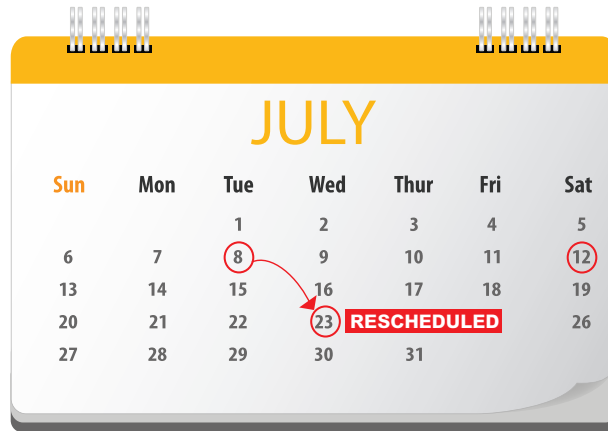 JULY
Sun Mon Tue Wed Thur Fri Sat
1 2 3 4 5
6 7 8 9 10 11 12
13 14 15 16 17 18 19
20 21 22 23 RESCHEDULED 26
27 28 29 30 31